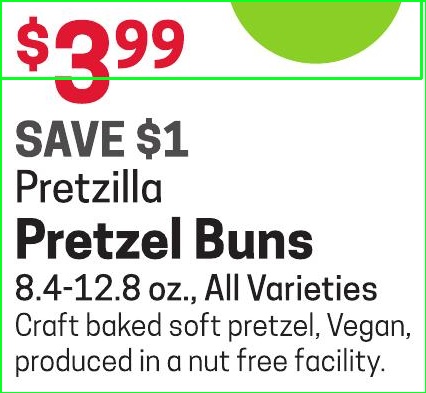 $3.99
SAVE $1
Pretzilla
Pretzel Buns
8.4-12.8 oz., All Varieties
Craft baked soft pretzel, Vegan,
produced in a nut free facility.